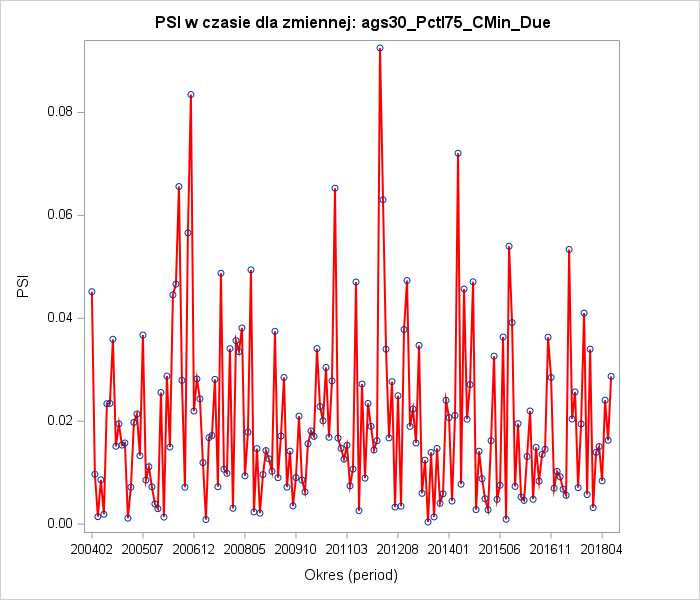 PSI w czasie dla zmiennej: ags30_Pctl75_CMin_Due
PSI
0.08
0.06
0.04
0.02
0.00
200402 200507 200612 200805 200910 201103 201208 201401 201506 201611 201804
Okres (period)